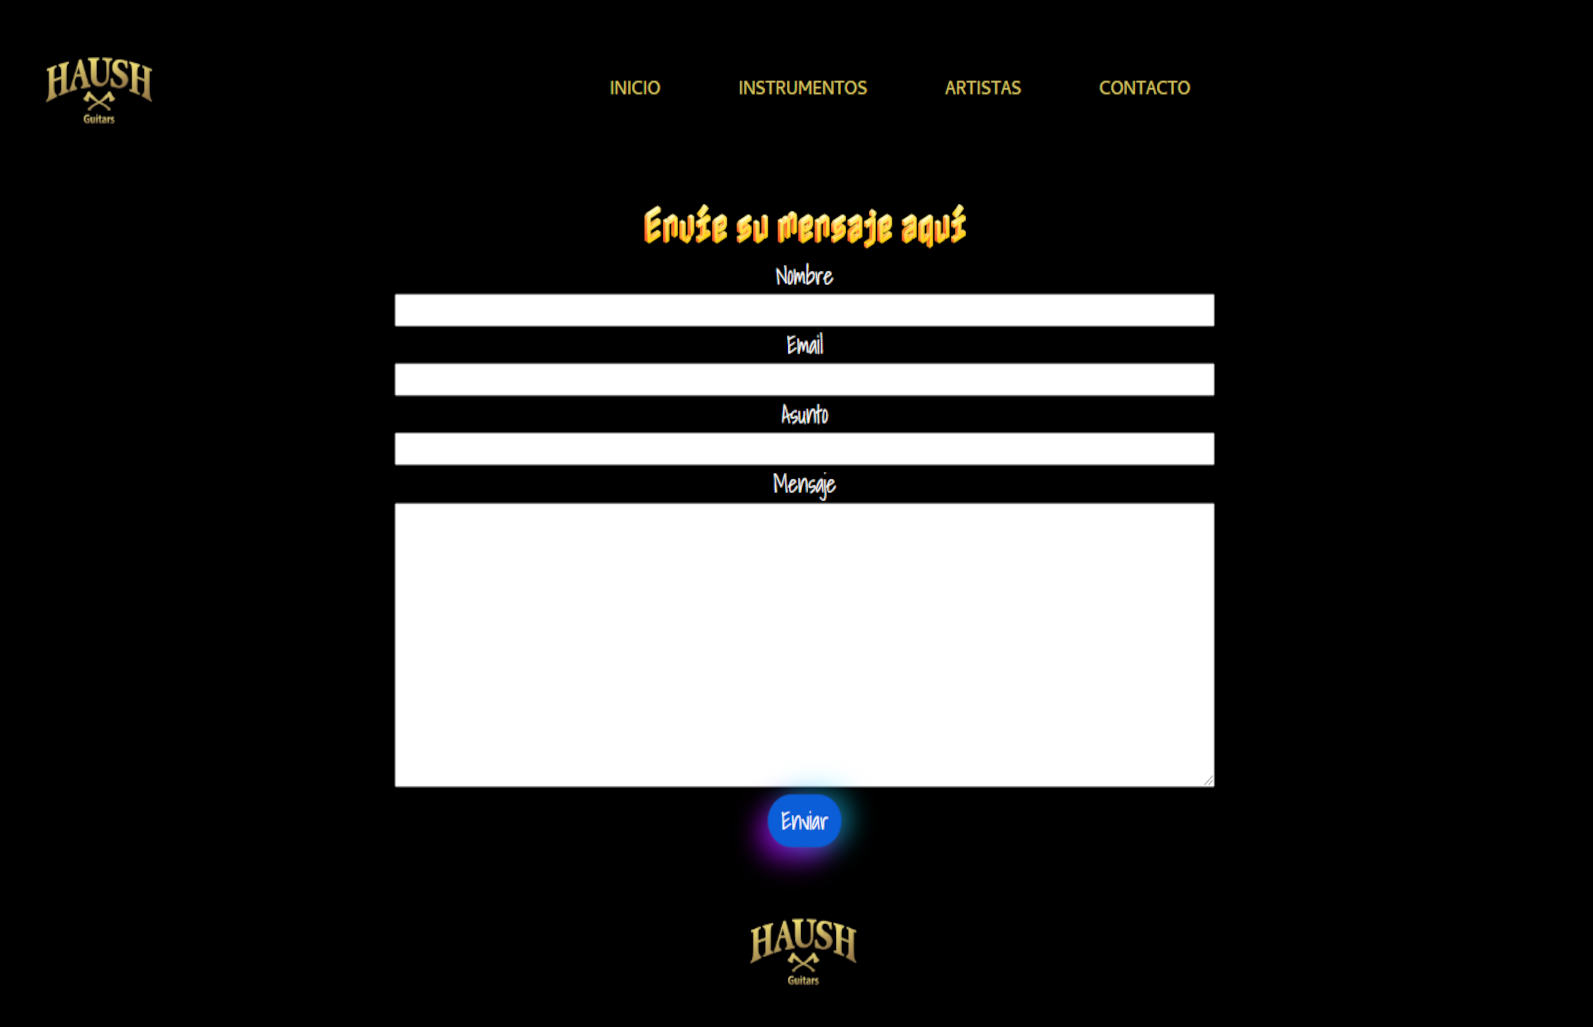 HAUSH
Guitars
INICIO INSTRUMENTOS ARTISTAS CONTACTO
Envíe su mensaje aquí
Nombre
Email
Asunto
Mensaje
Enviar
HAUSH
Guitars